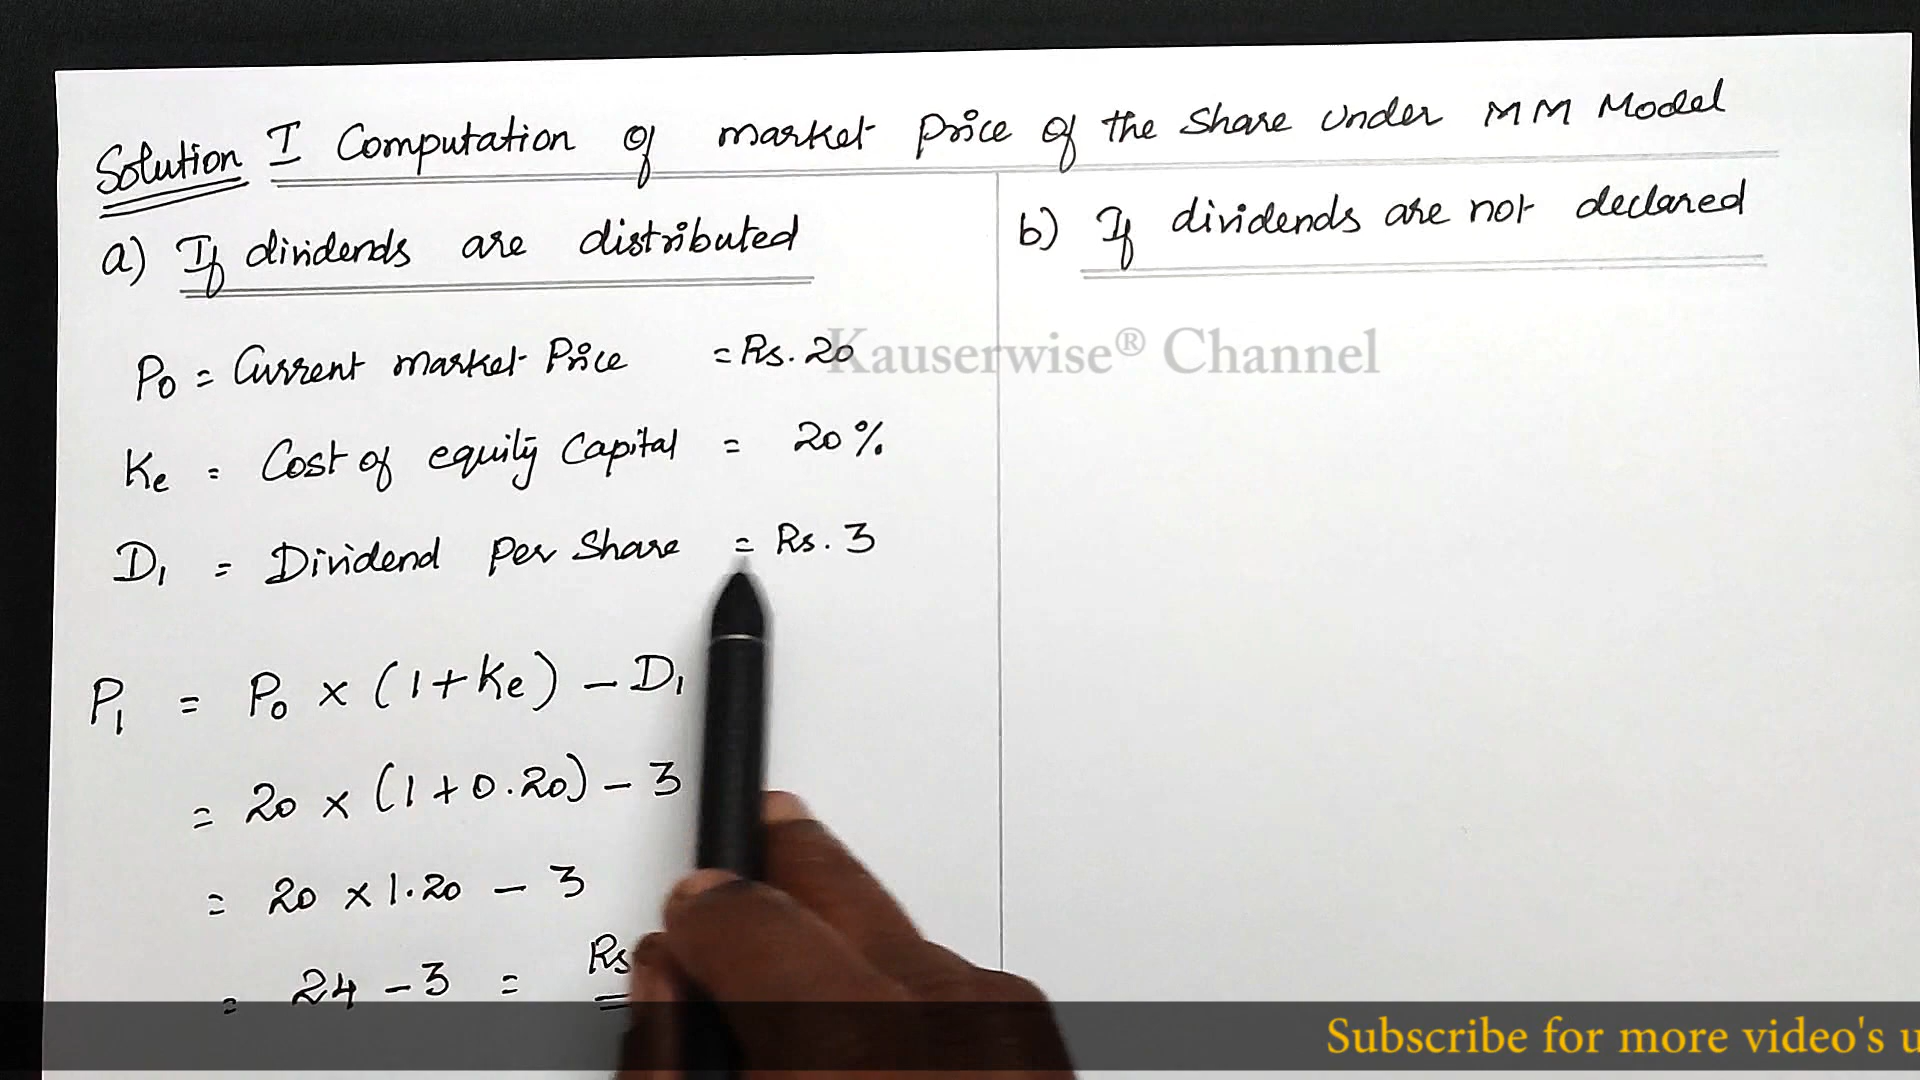 Solution I Computation of market Price of the Share under MM Model
a) If dividends are distributed
P0 = Current market Price = Rs. 20
Ke = Cost of equity Capital = 20%
D1 = Dividend Per Share = Rs. 3
P1 = P0 × (1+Ke) – D1
= 20 × (1+0.20) – 3
= 20 × 1.20 – 3
= 24 – 3 = Rs
b) If dividends are not declared
Kauserwise® Channel
Subscribe for more video's u